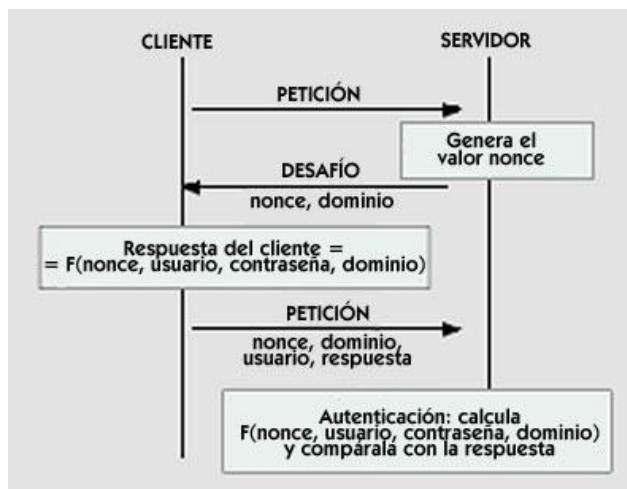 CLIENTE
SERVIDOR
PETICIÓN
Genera el
valor nonce
DESAFÍO
nonce, dominio
Respuesta del cliente =
= F(nonce, usuario, contraseña, dominio)
PETICIÓN
nonce, dominio,
usuario, respuesta
Autenticación: calcula
F(nonce, usuario, contraseña, dominio)
y compárala con la respuesta